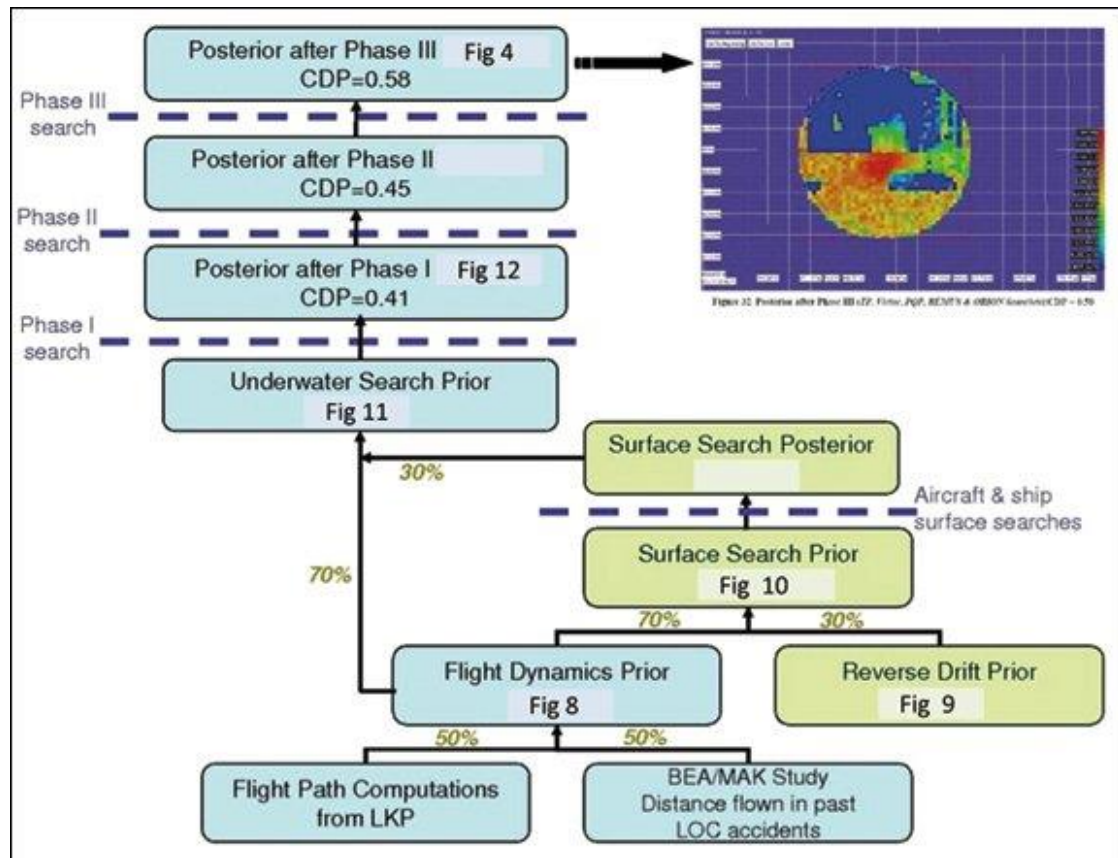 Posterior after Phase III Fig 4
CDP=0.58
Phase III
search
Posterior after Phase II
CDP=0.45
Phase II
search
Posterior after Phase I Fig 12
CDP=0.41
Phase I
search
Underwater Search Prior
Fig 11
30%
Surface Search Posterior
Aircraft & ship
surface searches
Surface Search Prior
Fig 10
70%
70%
30%
Flight Dynamics Prior
Fig 8
Reverse Drift Prior
Fig 9
50%
50%
Flight Path Computations
from LKP
BEA/MAK Study
Distance flown in past
LOC accidents
Posterior after Phase III